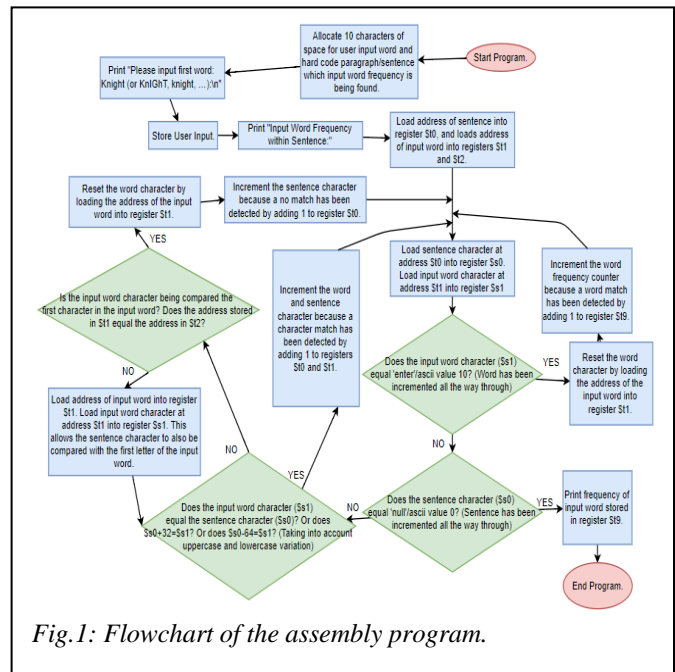 Start Program.
Allocate 10 characters of
space for user input word and
hard code paragraph/sentence
which input word frequency is
being found.
Print "Please input first word:
Knight (or KnIGhT, knight, ...):\n"
Store User Input.
Print "Input Word Frequency
within Sentence:"
Load address of sentence into
register $t0, and loads address
of input word into registers $t1
and $t2.
Load sentence character at
address $t0 into register $s0.
Load input word character at
address $t1 into register $s1
Does the input word character ($s1)
equal 'enter'/ascii value 10? (Word has been
incremented all the way through)
YES
Reset the word
character by loading
the address of the input
word into register $t1.
Increment the word
frequency counter
because a word match
has been detected by
adding 1 to register $t9.
NO
Does the sentence character ($s0)
equal 'null'/ascii value 0? (Sentence has been
incremented all the way through)
YES
Print frequency of
input word stored
in register $t9.
End Program.
NO
Does the input word character ($s1)
equal the sentence character ($s0)? Or does
$s0+32=$s1? Or does $s0-64=$s1? (Taking into account
uppercase and lowercase variation)
YES
Increment the word
and sentence
character because a
character match has
been detected by
adding 1 to registers
$t0 and $t1.
NO
Is the input word character being compared the
first character in the input word? Does the address stored
in $t1 equal the address in $t2?
YES
Reset the word character by
loading the address of the input
word into register $t1.
Increment the sentence character
because a no match has been
detected by adding 1 to register $t0.
NO
Load address of input word into register
$t1. Load input word character at
address $t1 into register $s1. This
allows the sentence character to also be
compared with the first letter of the input
word.
Fig.1: Flowchart of the assembly program.